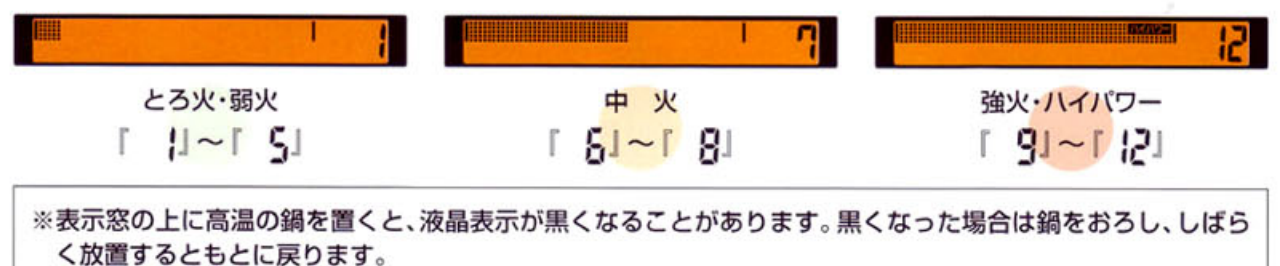 1
7
ハイパワー 12
とろ火・弱火
中 火
強火・ハイパワー
『 1』～『 5』
『 6』～『 8』
『 9』～『12』
※表示窓の上に高温の鍋を置くと、液晶表示が黒くなることがあります。黒くなった場合は鍋をおろし、しばら
く放置するともとに戻ります。